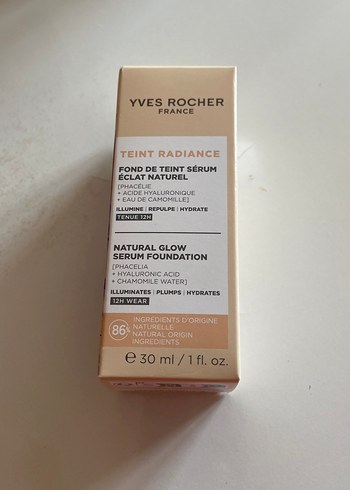 YVES ROCHER
FRANCE
TEINT RADIANCE
FOND DE TEINT SÉRUM
ÉCLAT NATUREL
[PHACÉLIE
+ ACIDE HYALURONIQUE
+ EAU DE CAMOMILLE]
ILLUMINE | REPULPE | HYDRATE
TENUE 12H
NATURAL GLOW
SERUM FOUNDATION
[PHACELIA
+ HYALURONIC ACID
+ CHAMOMILE WATER]
ILLUMINATES | PLUMPS | HYDRATES
12H WEAR
86%
INGRÉDIENTS D'ORIGINE
NATURELLE
NATURAL ORIGIN
INGREDIENTS
℮ 30 ml / 1 fl. oz.